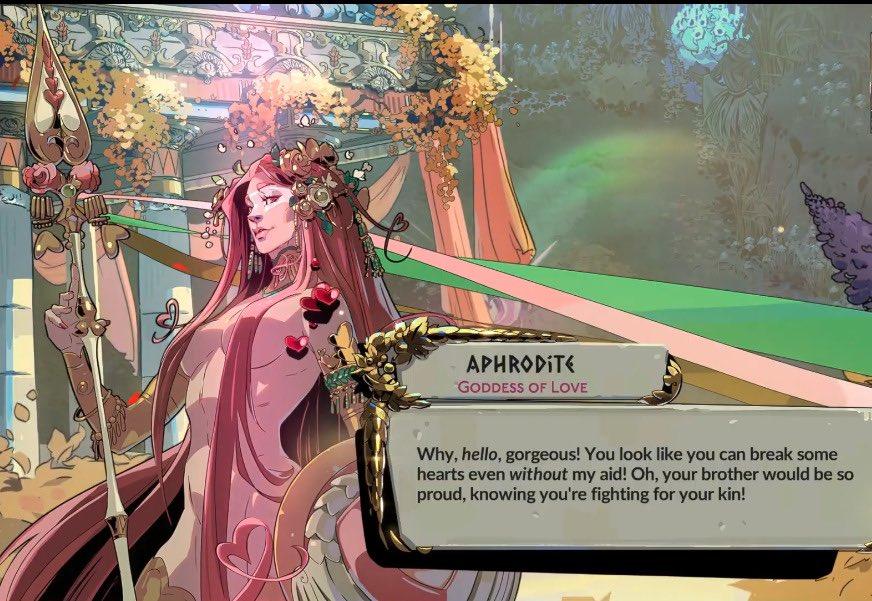 APHRODITE
GODDESS OF LOVE
Why, hello, gorgeous! You look like you can break some
hearts even without my aid! Oh, your brother would be so
proud, knowing you're fighting for your kin!